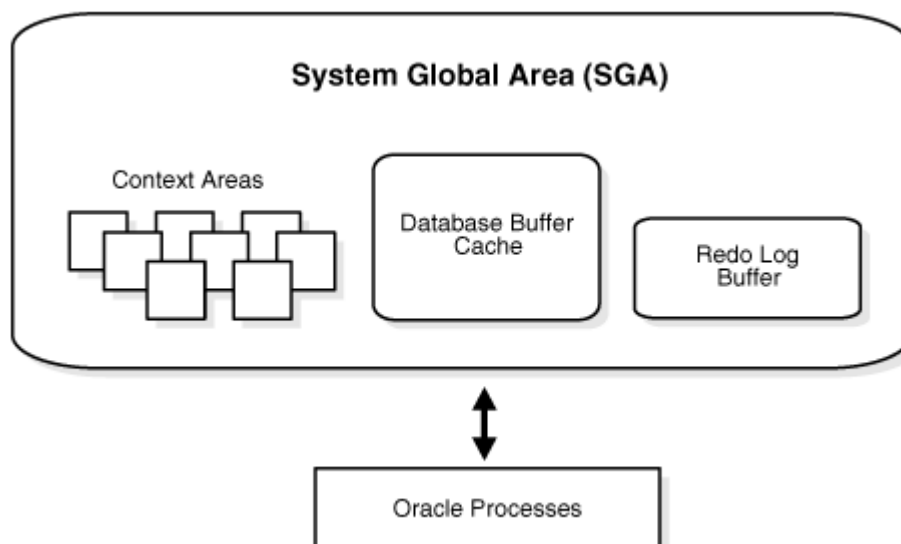 System Global Area (SGA)
Context Areas
Database Buffer
Cache
Redo Log
Buffer
Oracle Processes